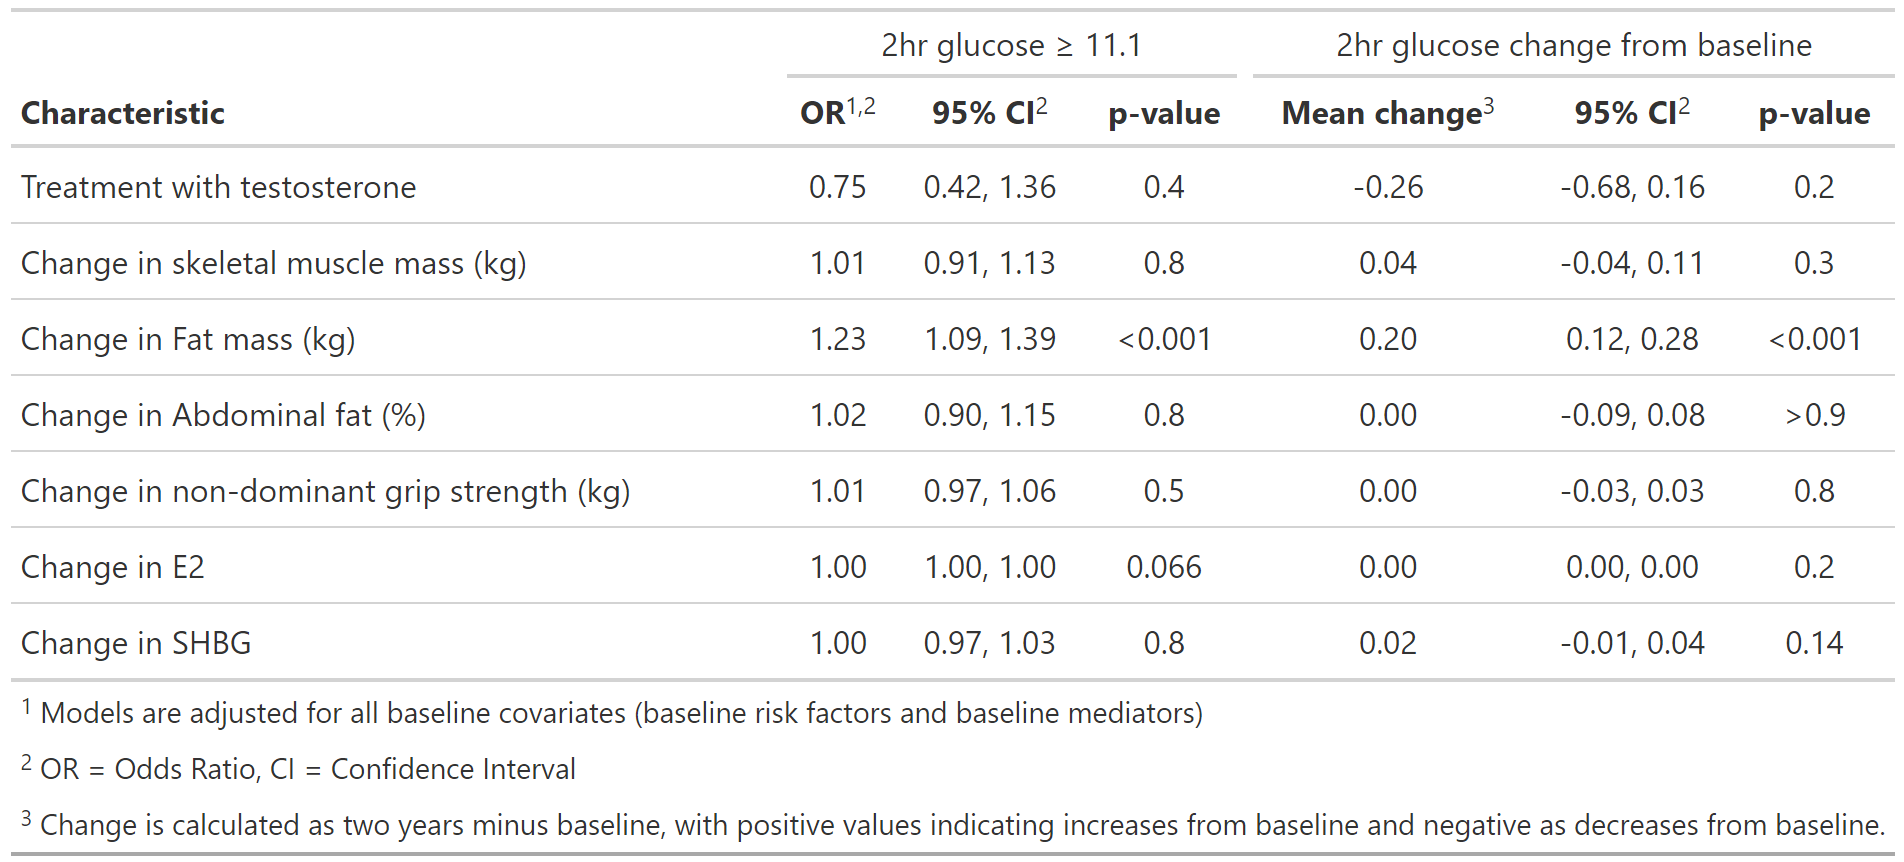 2hr glucose ≥ 11.1 2hr glucose change from baseline
Characteristic OR1,2 95% CI2 p-value Mean change3 95% CI2 p-value
Treatment with testosterone 0.75 0.42, 1.36 0.4 -0.26 -0.68, 0.16 0.2
Change in skeletal muscle mass (kg) 1.01 0.91, 1.13 0.8 0.04 -0.04, 0.11 0.3
Change in Fat mass (kg) 1.23 1.09, 1.39 <0.001 0.20 0.12, 0.28 <0.001
Change in Abdominal fat (%) 1.02 0.90, 1.15 0.8 0.00 -0.09, 0.08 >0.9
Change in non-dominant grip strength (kg) 1.01 0.97, 1.06 0.5 0.00 -0.03, 0.03 0.8
Change in E2 1.00 1.00, 1.00 0.066 0.00 0.00, 0.00 0.2
Change in SHBG 1.00 0.97, 1.03 0.8 0.02 -0.01, 0.04 0.14
1 Models are adjusted for all baseline covariates (baseline risk factors and baseline mediators)
2 OR = Odds Ratio, CI = Confidence Interval
3 Change is calculated as two years minus baseline, with positive values indicating increases from baseline and negative as decreases from baseline.